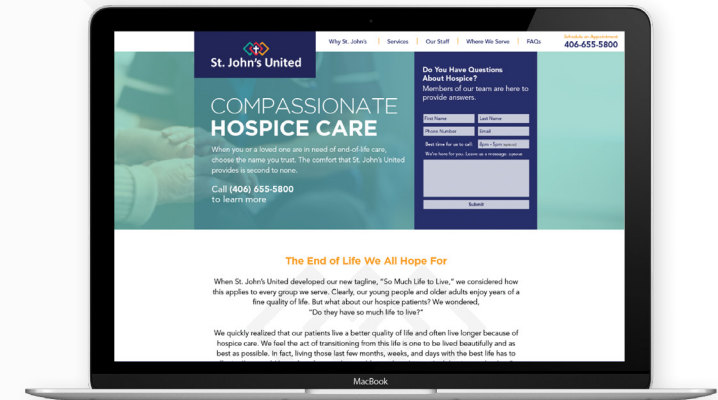 Why St. John's | Services | Our Staff | Where We Serve | FAQs
Schedule an Appointment
406-655-5800
St. John's United
COMPASSIONATE
HOSPICE CARE
When you or a loved one are in need of end-of-life care,
choose the name you trust. The comfort that St. John's United
provides is second to none.
Call (406) 655-5800
to learn more
Do You Have Questions
About Hospice?
Members of our team are here to
provide answers.
First Name
Last Name
Phone Number
Email
Best time for us to call:
4pm - 5pm
We're here for you. Leave us a message.
Submit
The End of Life We All Hope For
When St. John's United developed our new tagline, "So Much Life to Live," we considered how
this applies to every group we serve. Clearly, our young people and older adults enjoy years of a
fine quality of life. But what about our hospice patients? We wondered,
"Do they have so much life to live?"
We quickly realized that our patients live a better quality of life and often live longer because of
hospice care. We feel the act of transitioning from this life is one to be lived beautifully and as
best as possible. In fact, living those last few months, weeks, and days with the best life has to
MacBook